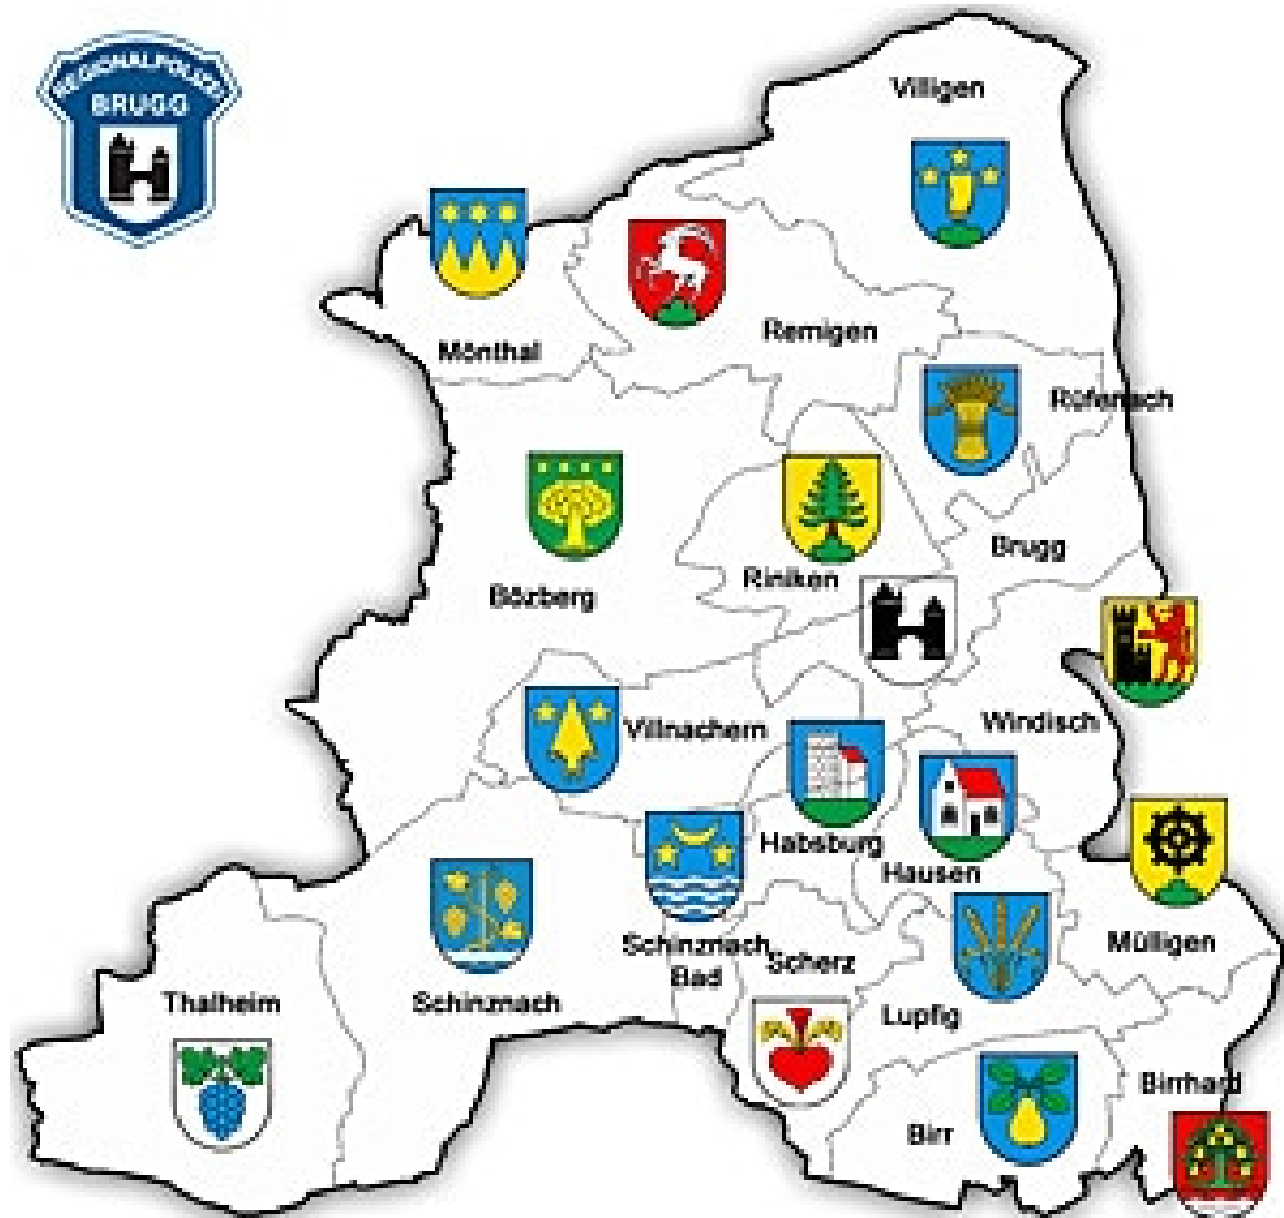 REGIONALPOLIZEI
BRUGG
Villigen
Mönthal
Remigen
Rüfenach
Bözberg
Riniken
Brugg
Villnachern
Windisch
Habsburg
Hausen
Schinznach
Bad
Scherz
Mülligen
Thalheim
Schinznach
Lupfig
Birr
Birrhard